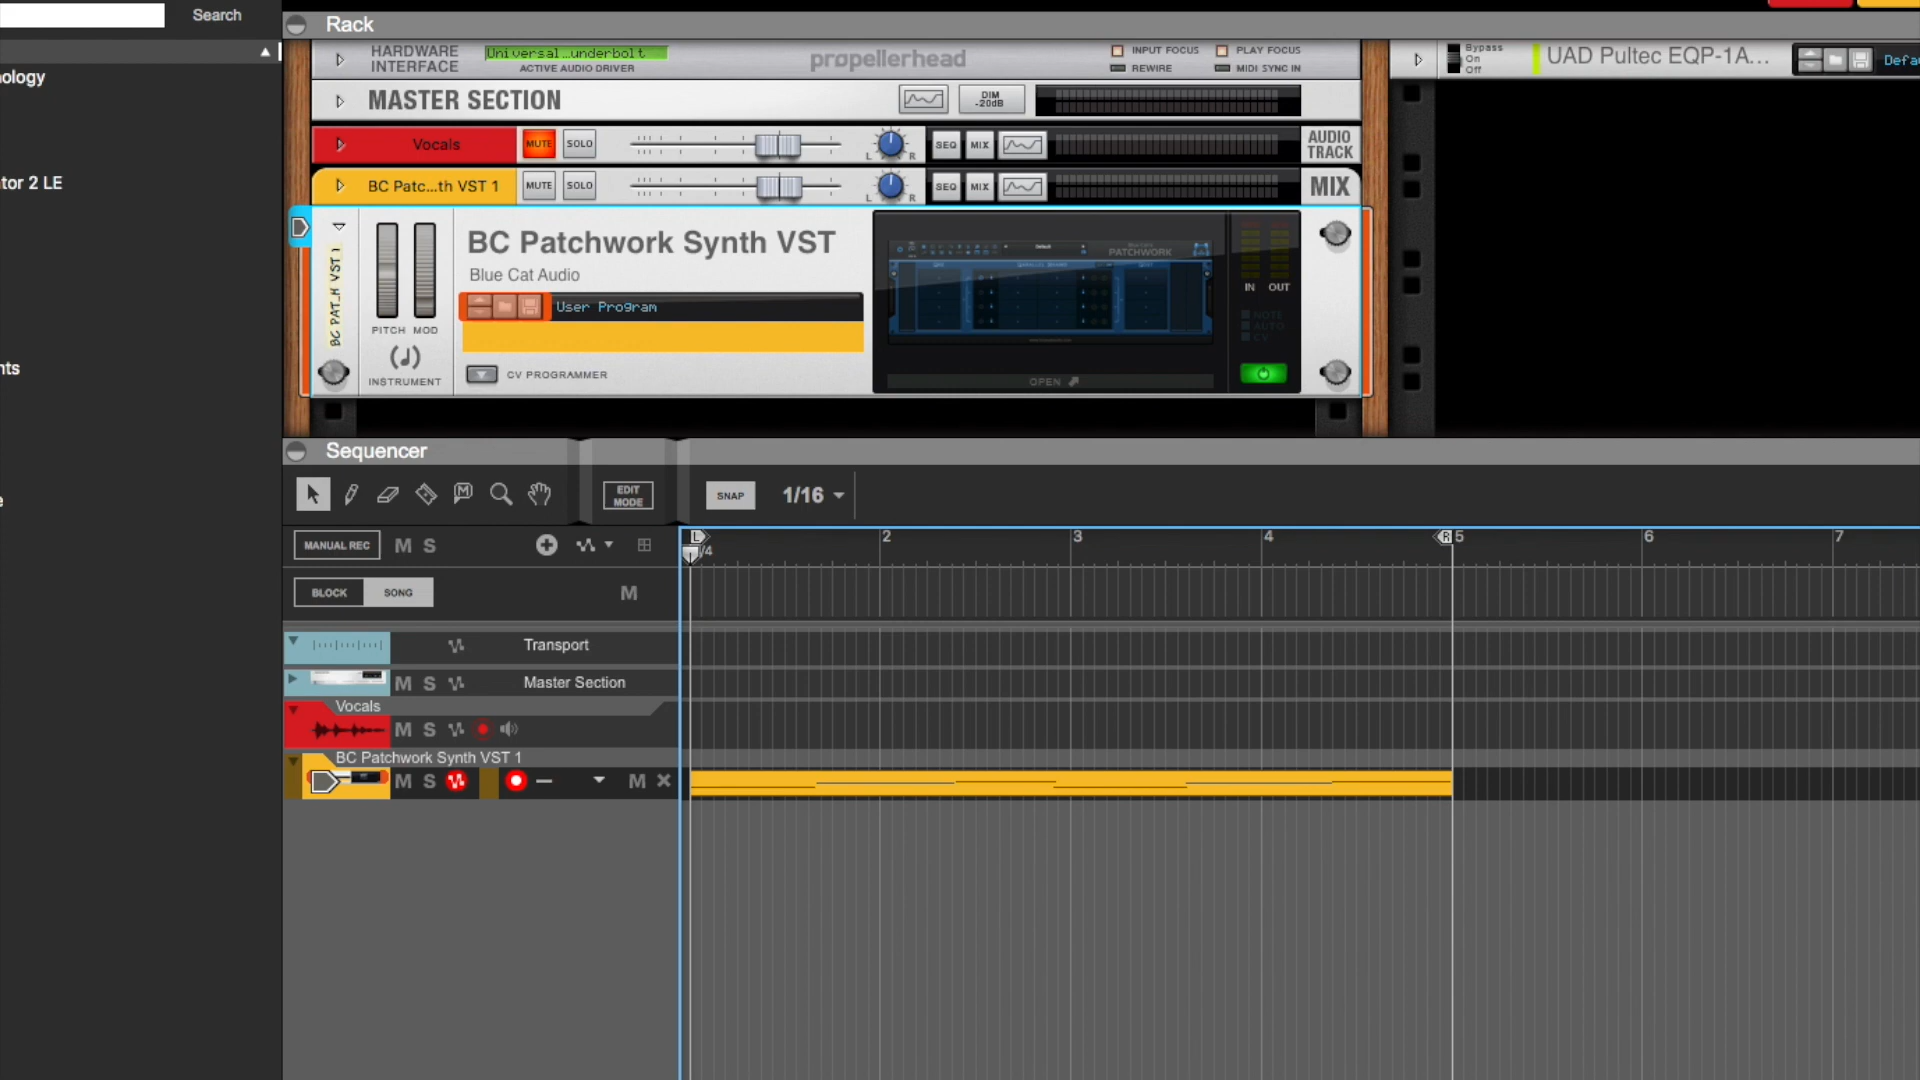 Search
Rack
ology
tor 2 LE
nts
e
HARDWARE
INTERFACE
Universal…underbolt
ACTIVE AUDIO DRIVER
propellerhead
INPUT FOCUS
PLAY FOCUS
REWIRE
MIDI SYNC IN
Bypass
On
Off
UAD Pultec EQP-1A...
Defau
MASTER SECTION
DIM
-20dB
Vocals
MUTE
SOLO
L
R
SEQ
MIX
AUDIO
TRACK
BC Patc...th VST 1
MUTE
SOLO
L
R
SEQ
MIX
MIX
BC PAT_H VST 1
PITCH
MOD
INSTRUMENT
BC Patchwork Synth VST
Blue Cat Audio
User Program
CV PROGRAMMER
Default
PATCHWORK
OPEN
IN
OUT
NOTE
AUTO
CV
Sequencer
EDIT
MODE
SNAP
1/16
MANUAL REC
M
S
L
/4
2
3
4
R
5
6
7
BLOCK
SONG
M
Transport
M
S
Master Section
Vocals
M
S
BC Patchwork Synth VST 1
M
S
M